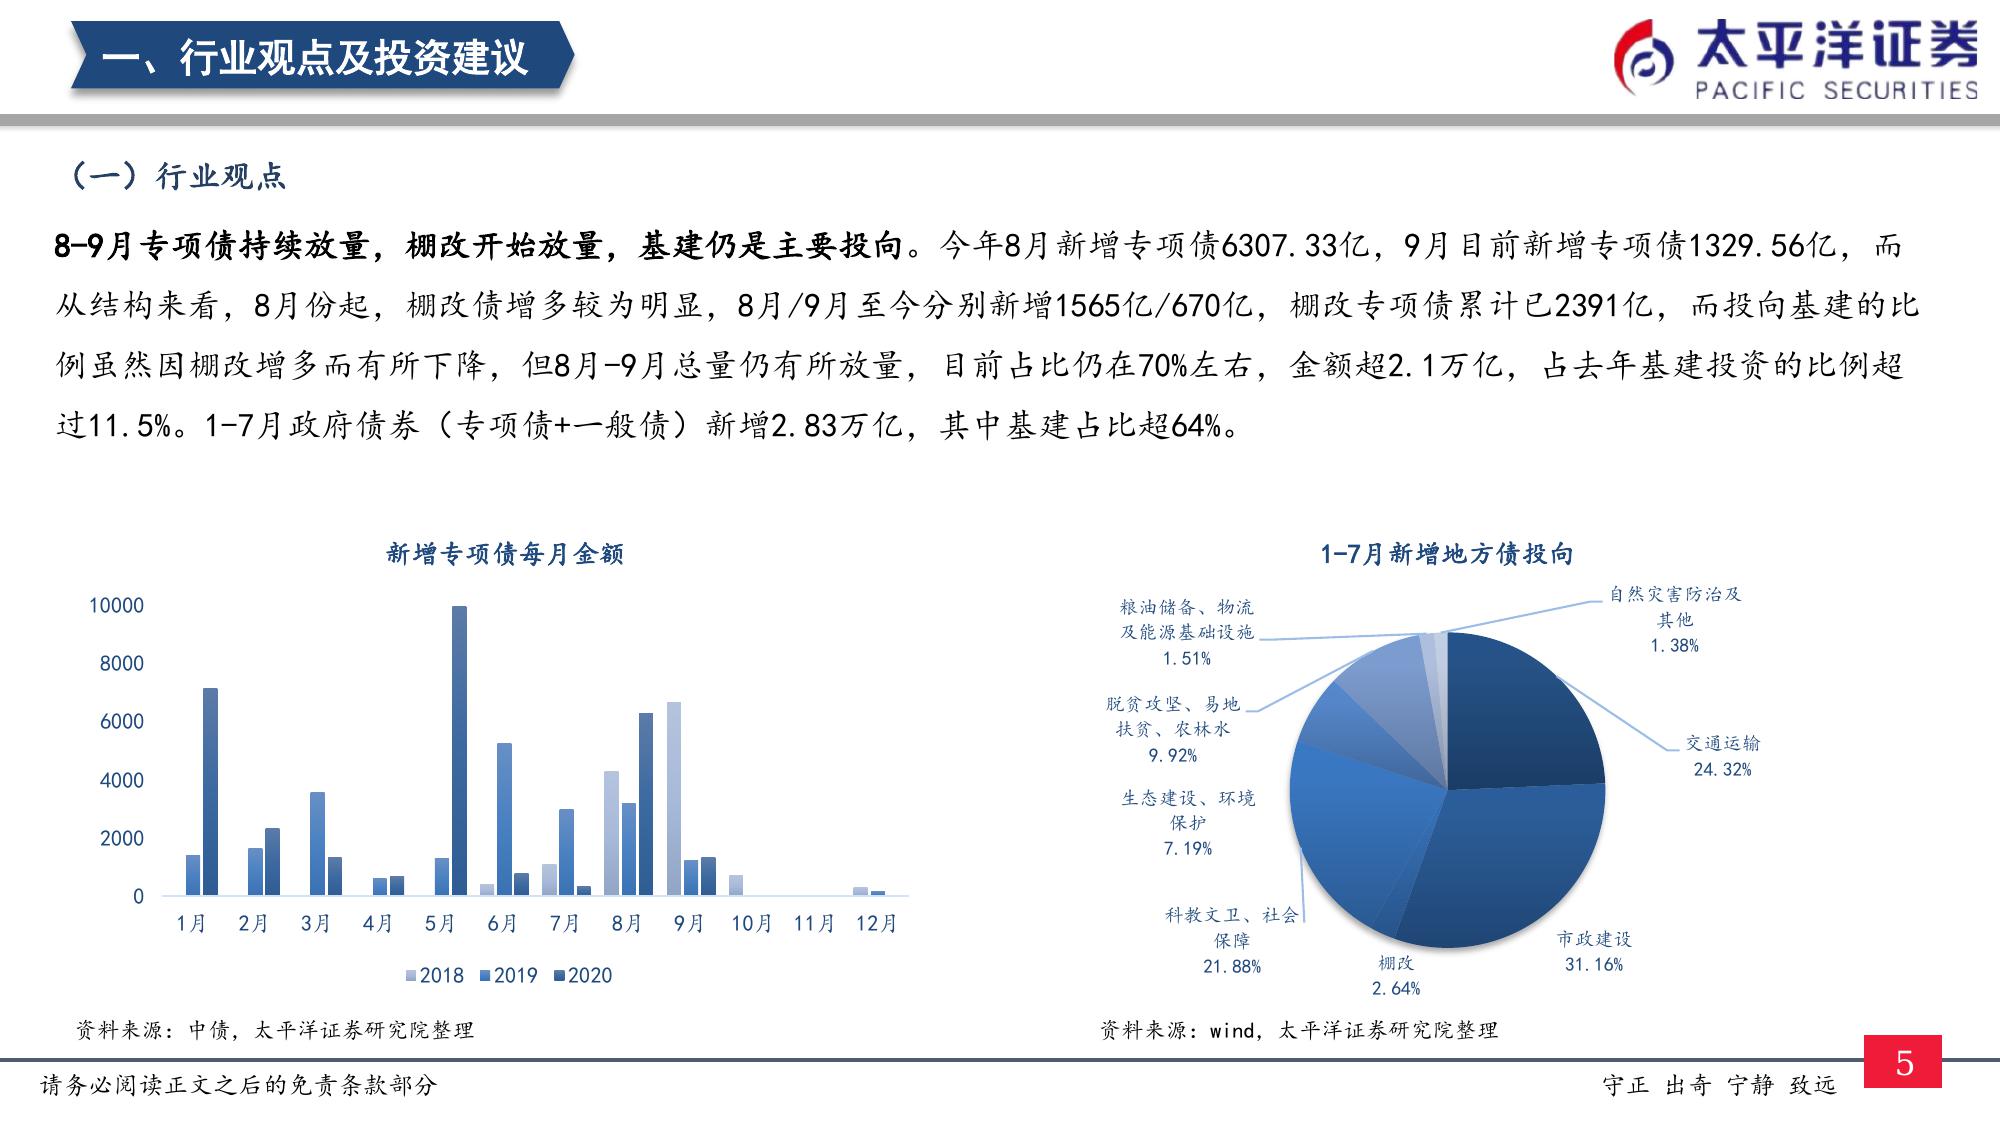 一、行业观点及投资建议
太平洋证券
PACIFIC SECURITIES
（一）行业观点
8-9月专项债持续放量，棚改开始放量，基建仍是主要投向。今年8月新增专项债6307.33亿，9月目前新增专项债1329.56亿，而
从结构来看，8月份起，棚改债增多较为明显，8月/9月至今分别新增1565亿/670亿，棚改专项债累计已2391亿，而投向基建的比
例虽然因棚改增多而有所下降，但8月-9月总量仍有所放量，目前占比仍在70%左右，金额超2.1万亿，占去年基建投资的比例超
过11.5%。1-7月政府债券（专项债+一般债）新增2.83万亿，其中基建占比超64%。
新增专项债每月金额
10000
8000
6000
4000
2000
0
1月 2月 3月 4月 5月 6月 7月 8月 9月 10月 11月 12月
2018 2019 2020
资料来源：中债，太平洋证券研究院整理
1-7月新增地方债投向
粮油储备、物流
及能源基础设施
1.51%
自然灾害防治及
其他
1.38%
脱贫攻坚、易地
扶贫、农林水
9.92%
交通运输
24.32%
生态建设、环境
保护
7.19%
科教文卫、社会
保障
21.88%
棚改
2.64%
市政建设
31.16%
资料来源：wind，太平洋证券研究院整理
请务必阅读正文之后的免责条款部分
守正 出奇 宁静 致远
5